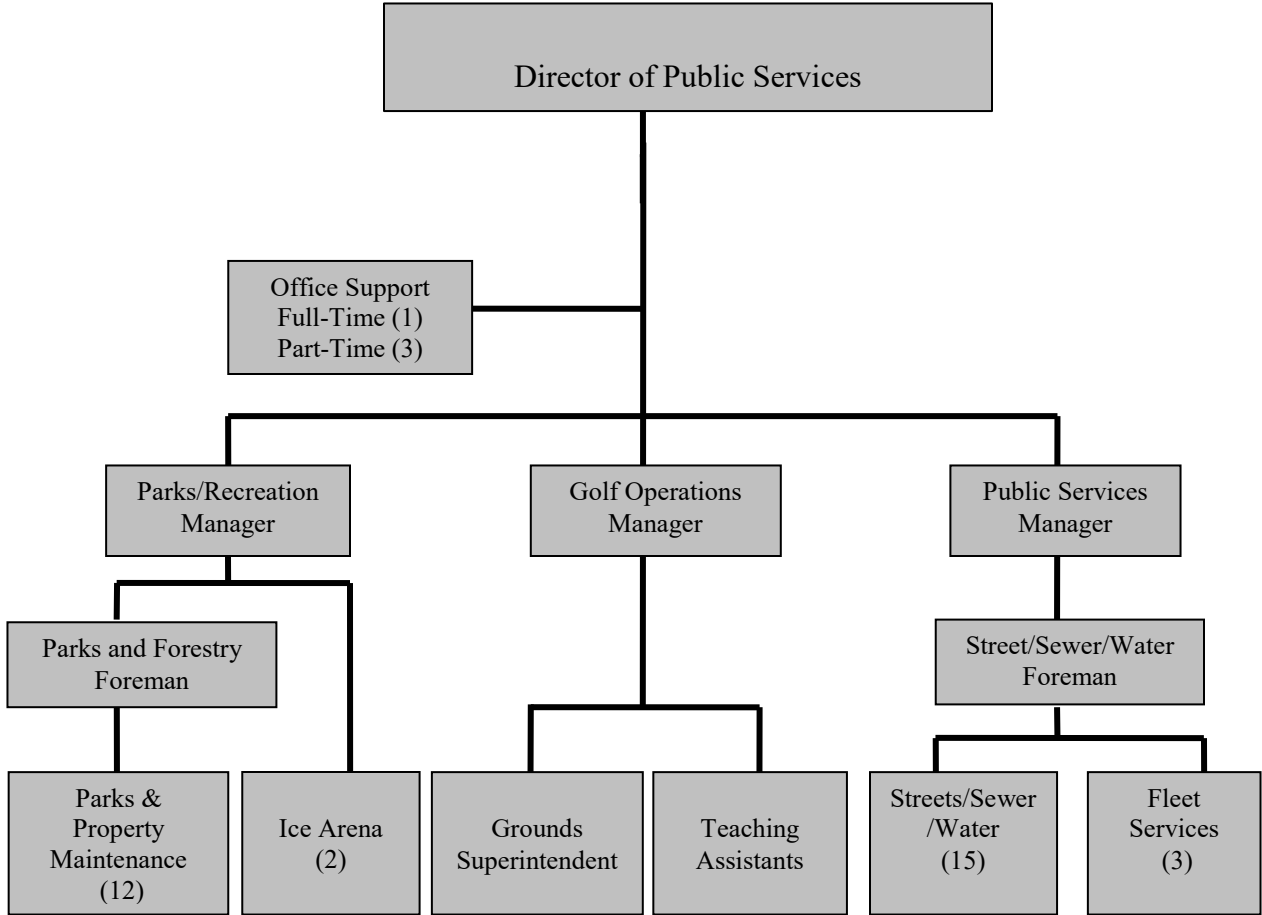 Director of Public Services
Office Support
Full-Time (1)
Part-Time (3)
Parks/Recreation
Manager
Golf Operations
Manager
Public Services
Manager
Parks and Forestry
Foreman
Street/Sewer/Water
Foreman
Parks &
Property
Maintenance
(12)
Ice Arena
(2)
Grounds
Superintendent
Teaching
Assistants
Streets/Sewer
/Water
(15)
Fleet
Services
(3)